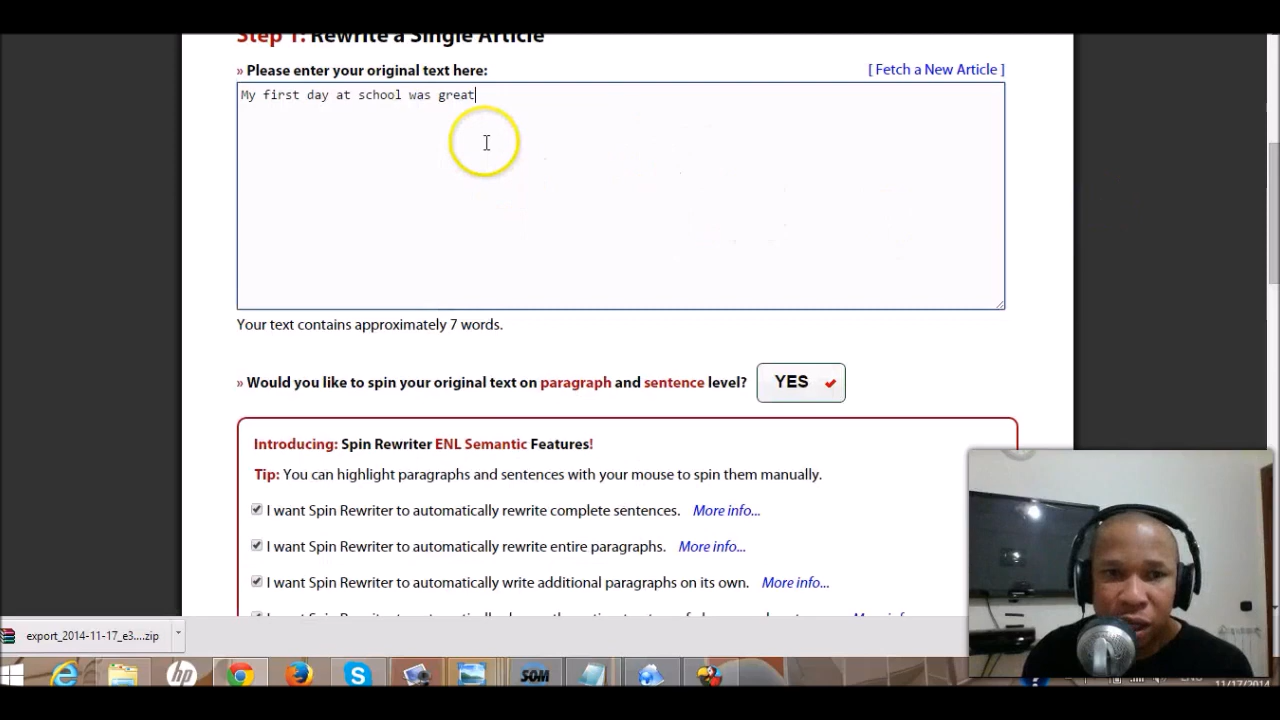 Step 1: Rewrite a Single Article
» Please enter your original text here:
[ Fetch a New Article ]
My first day at school was great
Your text contains approximately 7 words.
» Would you like to spin your original text on paragraph and sentence level?
YES
Introducing: Spin Rewriter ENL Semantic Features!
Tip: You can highlight paragraphs and sentences with your mouse to spin them manually.
I want Spin Rewriter to automatically rewrite complete sentences. More info...
I want Spin Rewriter to automatically rewrite entire paragraphs. More info...
I want Spin Rewriter to automatically write additional paragraphs on its own. More info...
export_2014-11-17_e3....zip
hp
SOM
11/17/2014